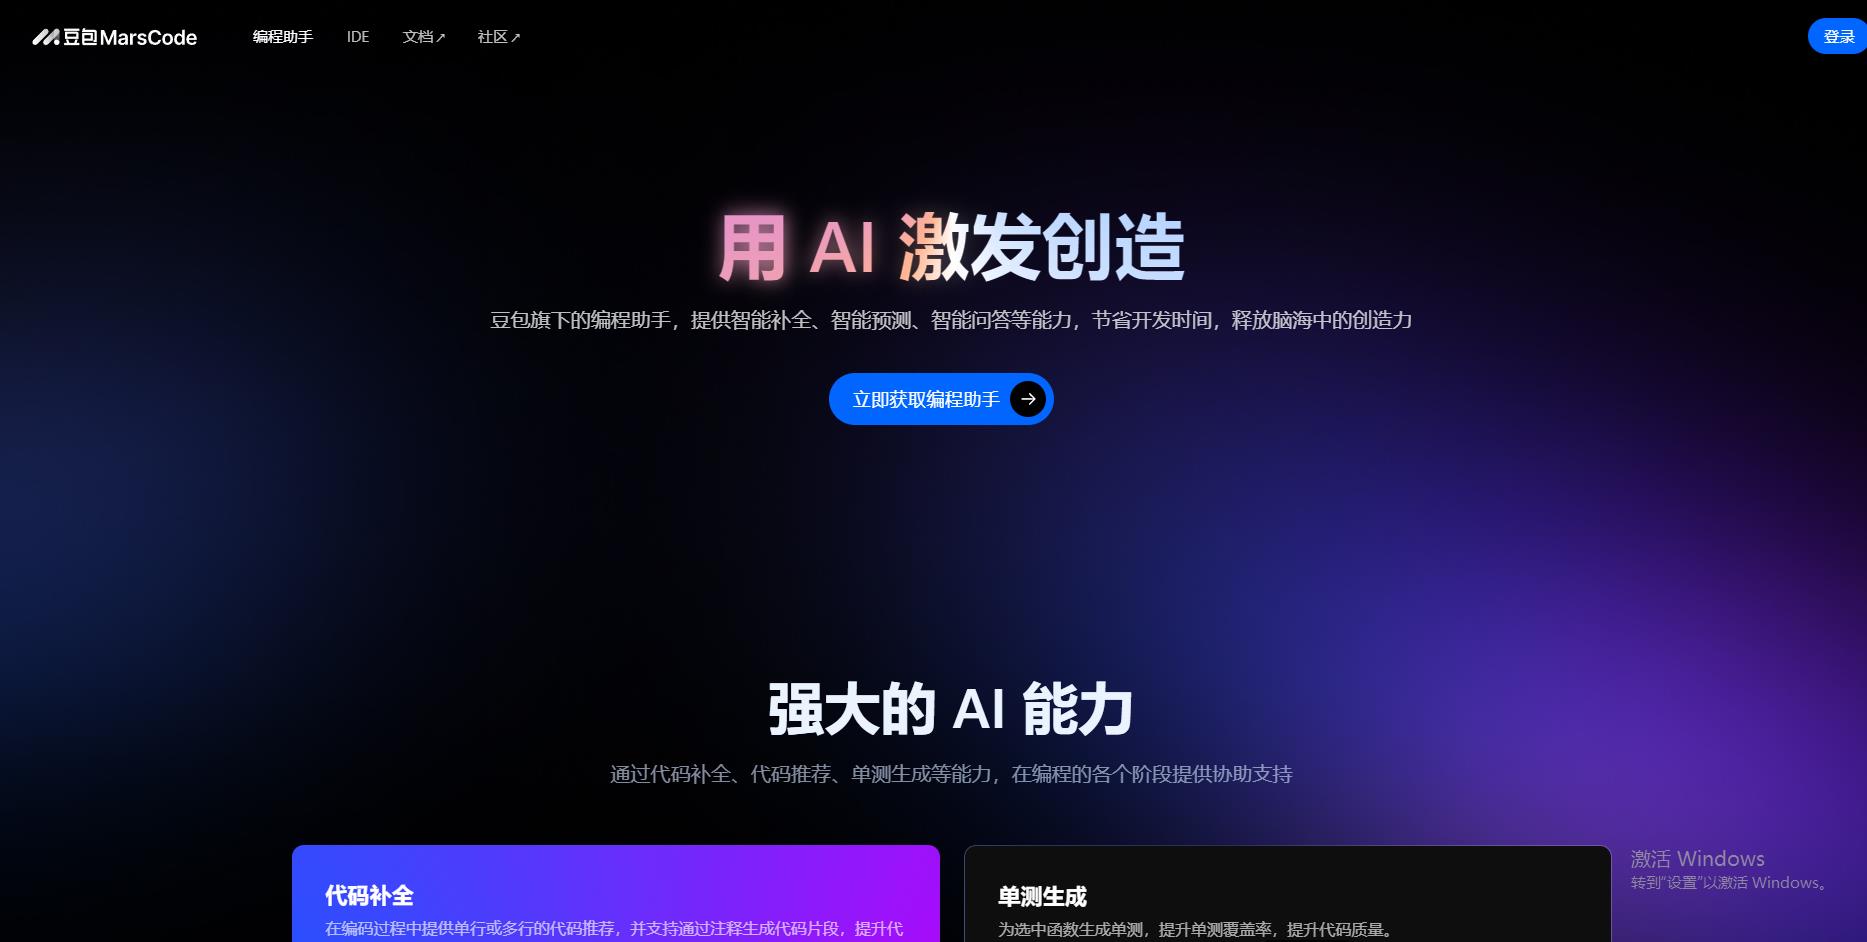 豆包MarsCode
编程助手
IDE
文档↗
社区↗
登录
用 AI 激发创造
豆包旗下的编程助手，提供智能补全、智能预测、智能问答等能力，节省开发时间，释放脑海中的创造力
立即获取编程助手 →
强大的 AI 能力
通过代码补全、代码推荐、单测生成等能力，在编程的各个阶段提供协助支持
代码补全
在编码过程中提供单行或多行的代码推荐，并支持通过注释生成代码片段，提升代
单测生成
为选中函数生成单测，提升单测覆盖率，提升代码质量。
激活 Windows
转到“设置”以激活 Windows。